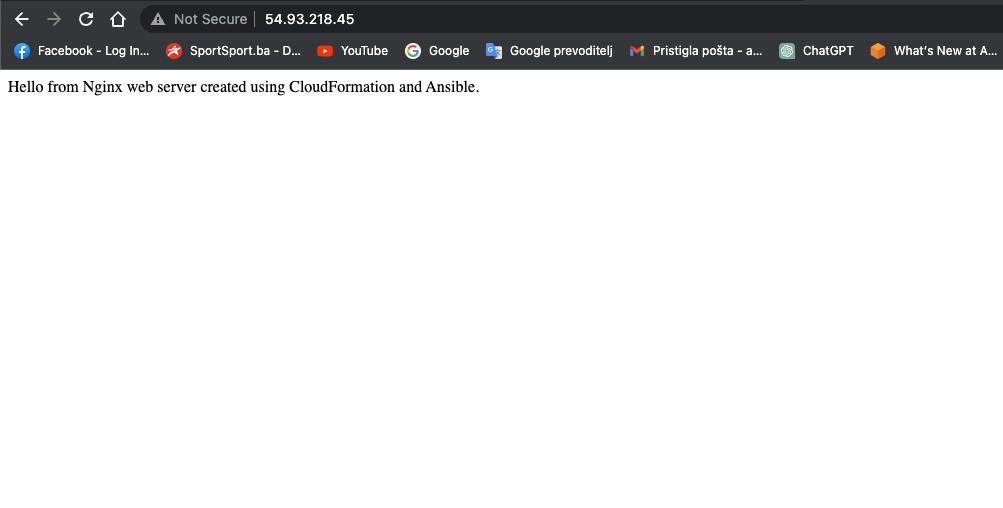 Not Secure 54.93.218.45
Facebook - Log In... SportSport.ba - D... YouTube Google Google prevoditelj Pristigla pošta - a... ChatGPT What's New at A...
Hello from Nginx web server created using CloudFormation and Ansible.